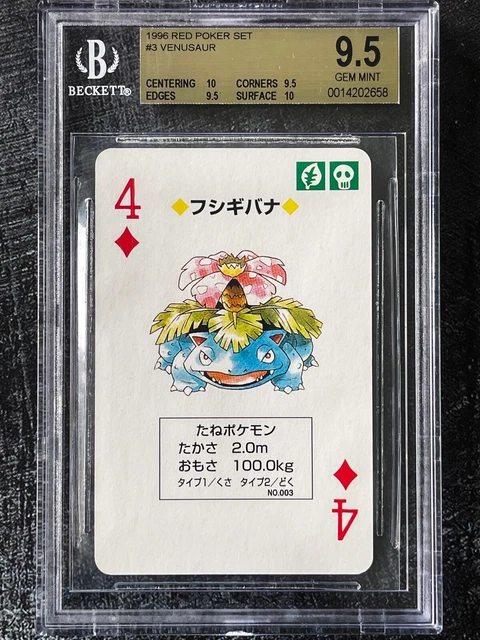 1996 RED POKER SET
#3 VENUSAUR
9.5
GEM MINT
CENTERING 10 CORNERS 9.5
EDGES 9.5 SURFACE 10
0014202658
B
BECKETT®
4
フシギバナ
たねポケモン
たかさ 2.0m
おもさ 100.0kg
タイプ1/くさ タイプ2/どく
NO.003
4